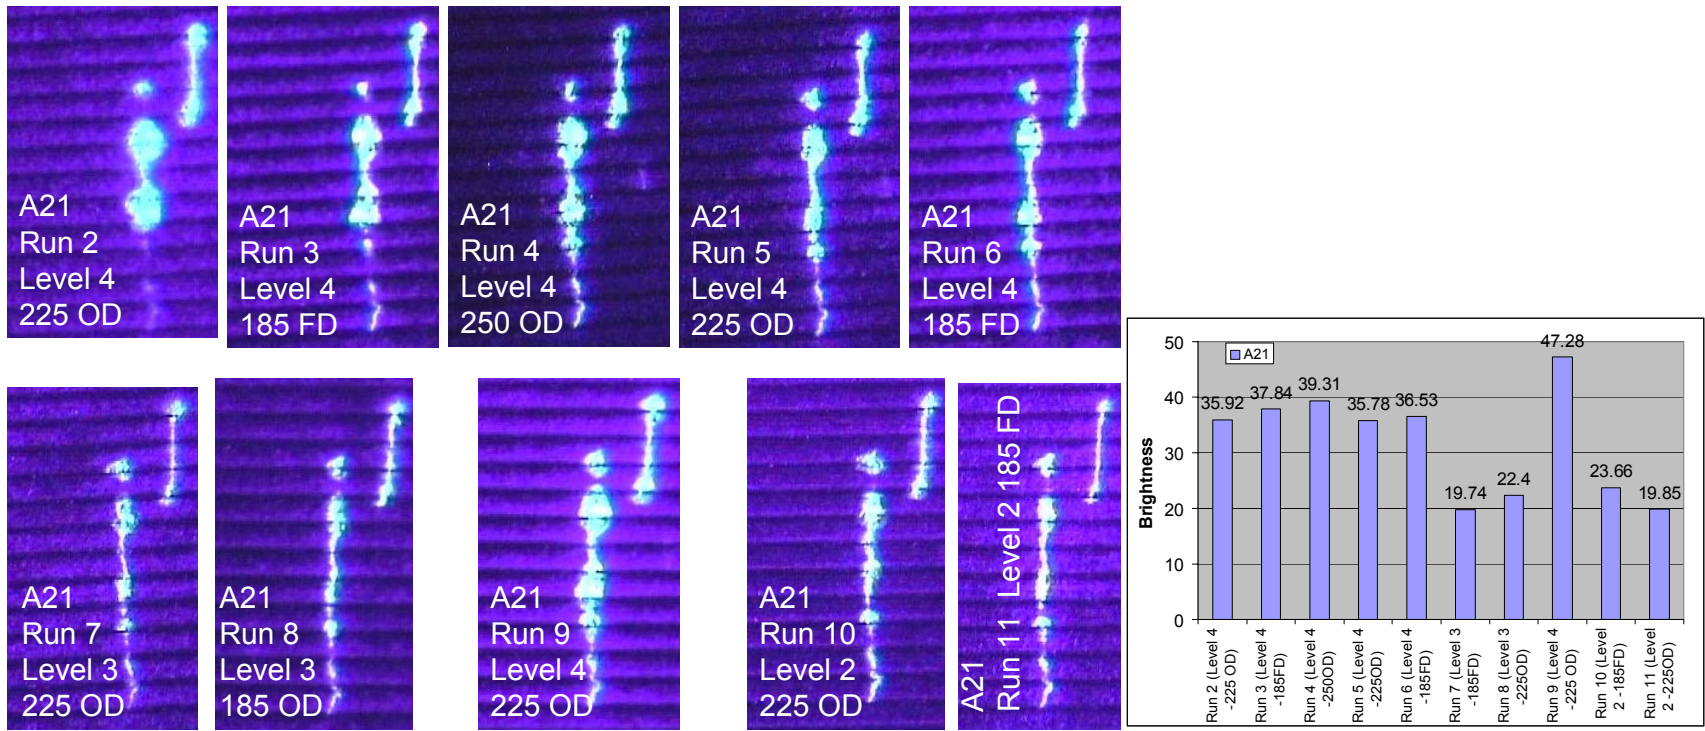 A21
Run 2
Level 4
225 OD
A21
Run 3
Level 4
185 FD
A21
Run 4
Level 4
250 OD
A21
Run 5
Level 4
225 OD
A21
Run 6
Level 4
185 FD
A21
Run 7
Level 3
225 OD
A21
Run 8
Level 3
185 OD
A21
Run 9
Level 4
225 OD
A21
Run 10
Level 2
225 OD
A21
Run 11 Level 2 185 FD
A21
Brightness
50
40
30
20
10
0
35.92
37.84
39.31
35.78
36.53
19.74
22.4
47.28
23.66
19.85
Run 2 (Level 4
-225 OD)
Run 3 (Level 4
-185FD)
Run 4 (Level 4
-250OD)
Run 5 (Level 4
-225OD)
Run 6 (Level 4
-185FD)
Run 7 (Level 3
-185FD)
Run 8 (Level 3
-225OD)
Run 9 (Level 4
-225 OD)
Run 10 (Level
2 -185FD)
Run 11 (Level
2 -225OD)